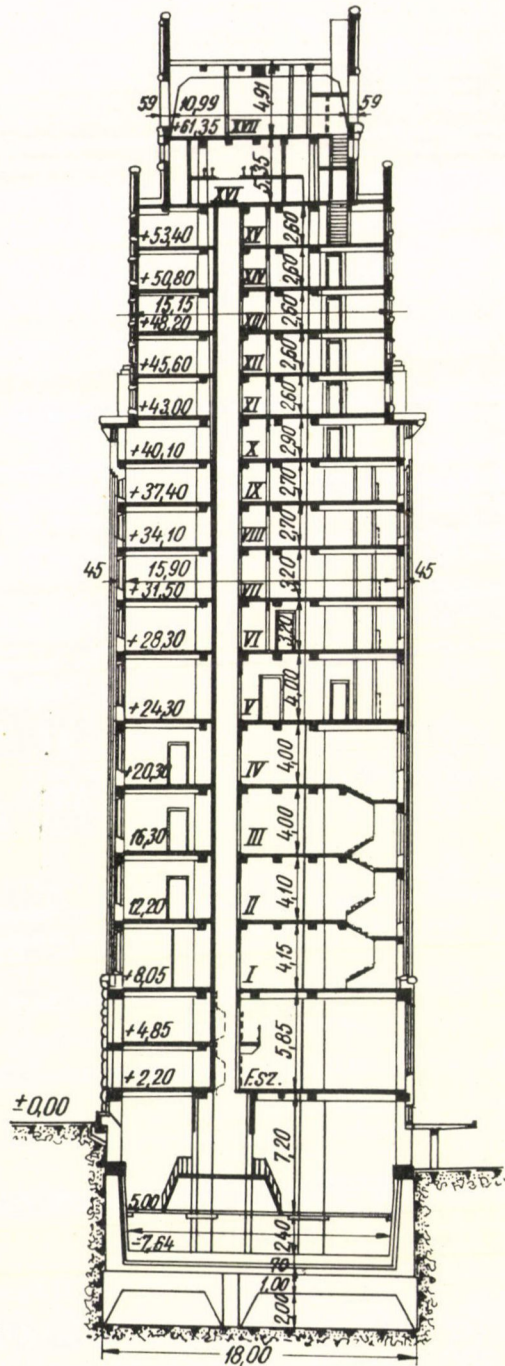 59 10,99 4,91 59
+61,35 XVII
5,35
XVI
+53,40 XV 2,60
+50,80 XIV 2,60
15,15
+48,20 XIII 2,60
+45,60 XII 2,60
+43,00 XI 2,60
+40,10 X 2,90
+37,40 IX 2,70
+34,10 VIII 2,70
45 15,90 3,20 45
+31,50 VII
+28,30 VI 3,20
+24,30 V 4,00
+20,30 IV 4,00
16,30 III 4,00
12,20 II 4,10
+8,05 I 4,15
+4,85 5,85
+2,20 F.SZ.
±0,00
7,20
5,00
-7,64 2,40
70
1,00
2,00
18,00